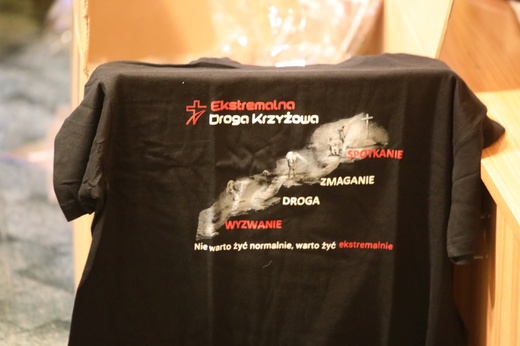 Ekstremalna
Droga Krzyżowa
SPOTKANIE
ZMAGANIE
DROGA
WYZWANIE
Nie warto żyć normalnie, warto żyć ekstremalnie